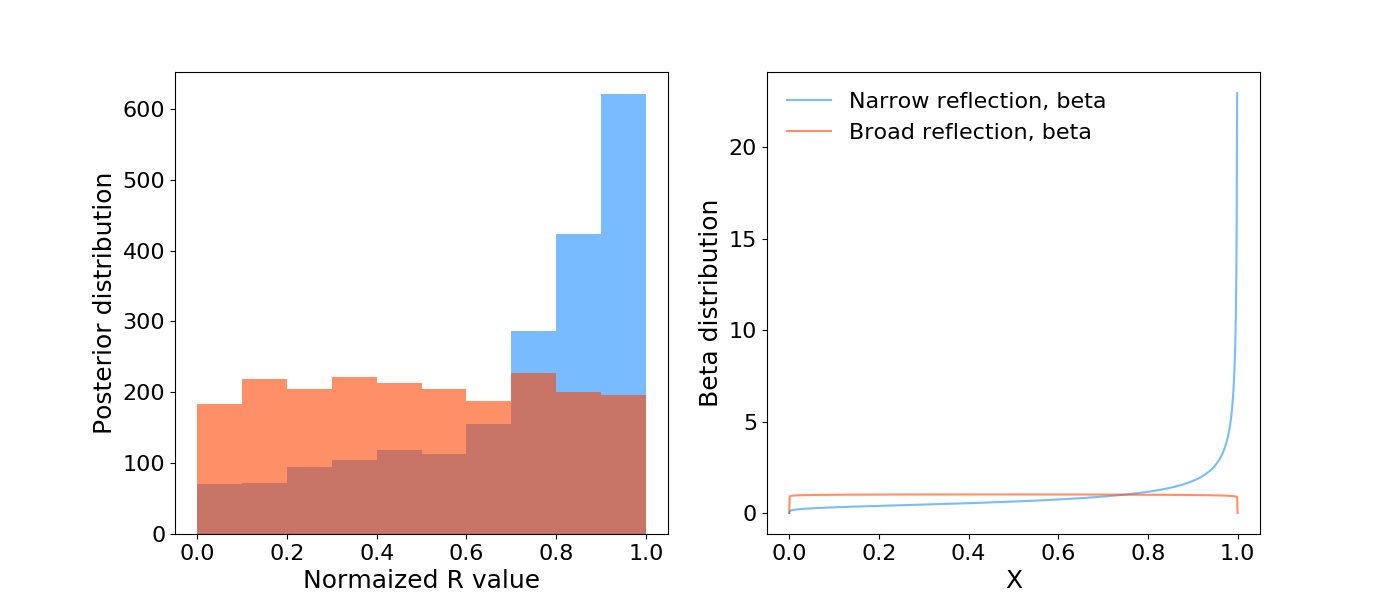 Posterior distribution
600
500
400
300
200
100
0
0.0 0.2 0.4 0.6 0.8 1.0
Normaized R value
Beta distribution
20
15
10
5
0
Narrow reflection, beta
Broad reflection, beta
0.0 0.2 0.4 0.6 0.8 1.0
X